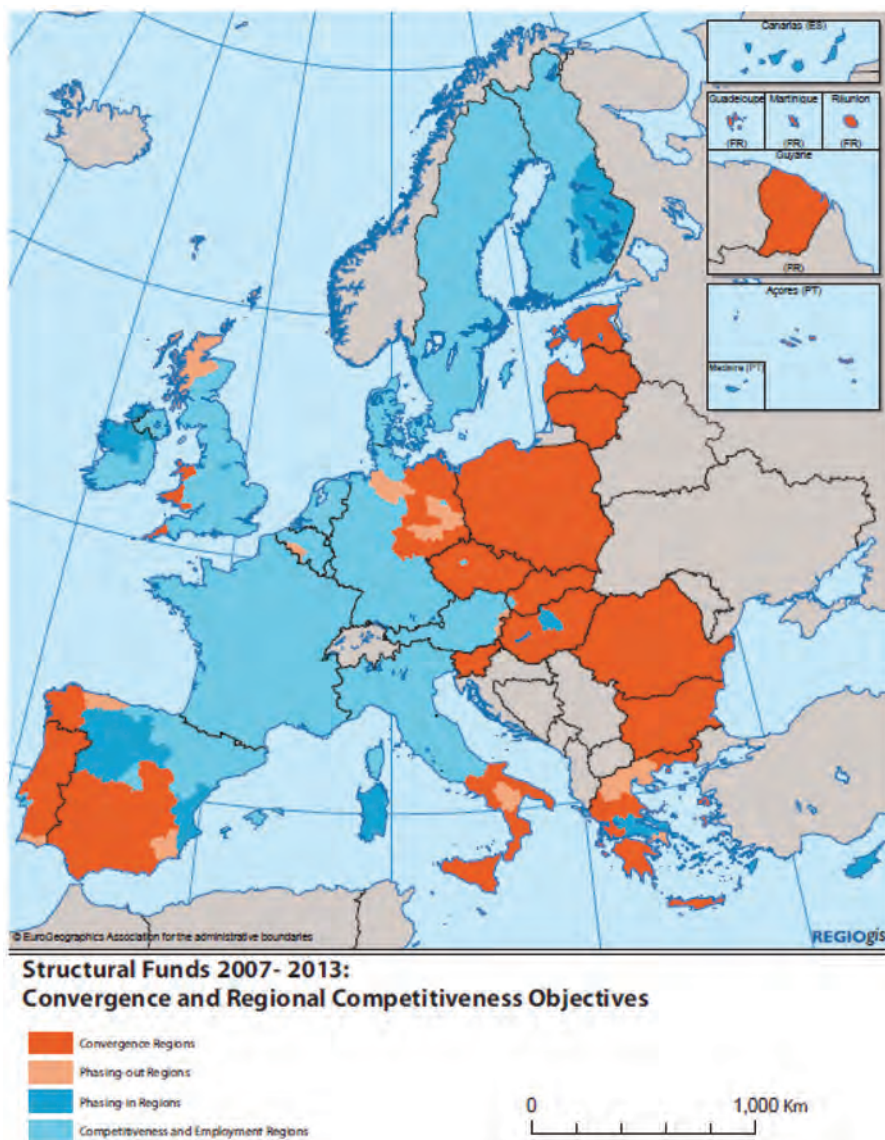 Canarias (ES)
Guadeloupe
Martinique
Réunion
(FR)
(FR)
(FR)
Guyane
(FR)
Açores (PT)
Madeira (PT)
© EuroGeographics Association for the administrative boundaries
REGIOgis
Structural Funds 2007- 2013:
Convergence and Regional Competitiveness Objectives
Convergence Regions
Phasing-out Regions
Phasing-in Regions
Competitiveness and Employment Regions
0
1,000 Km